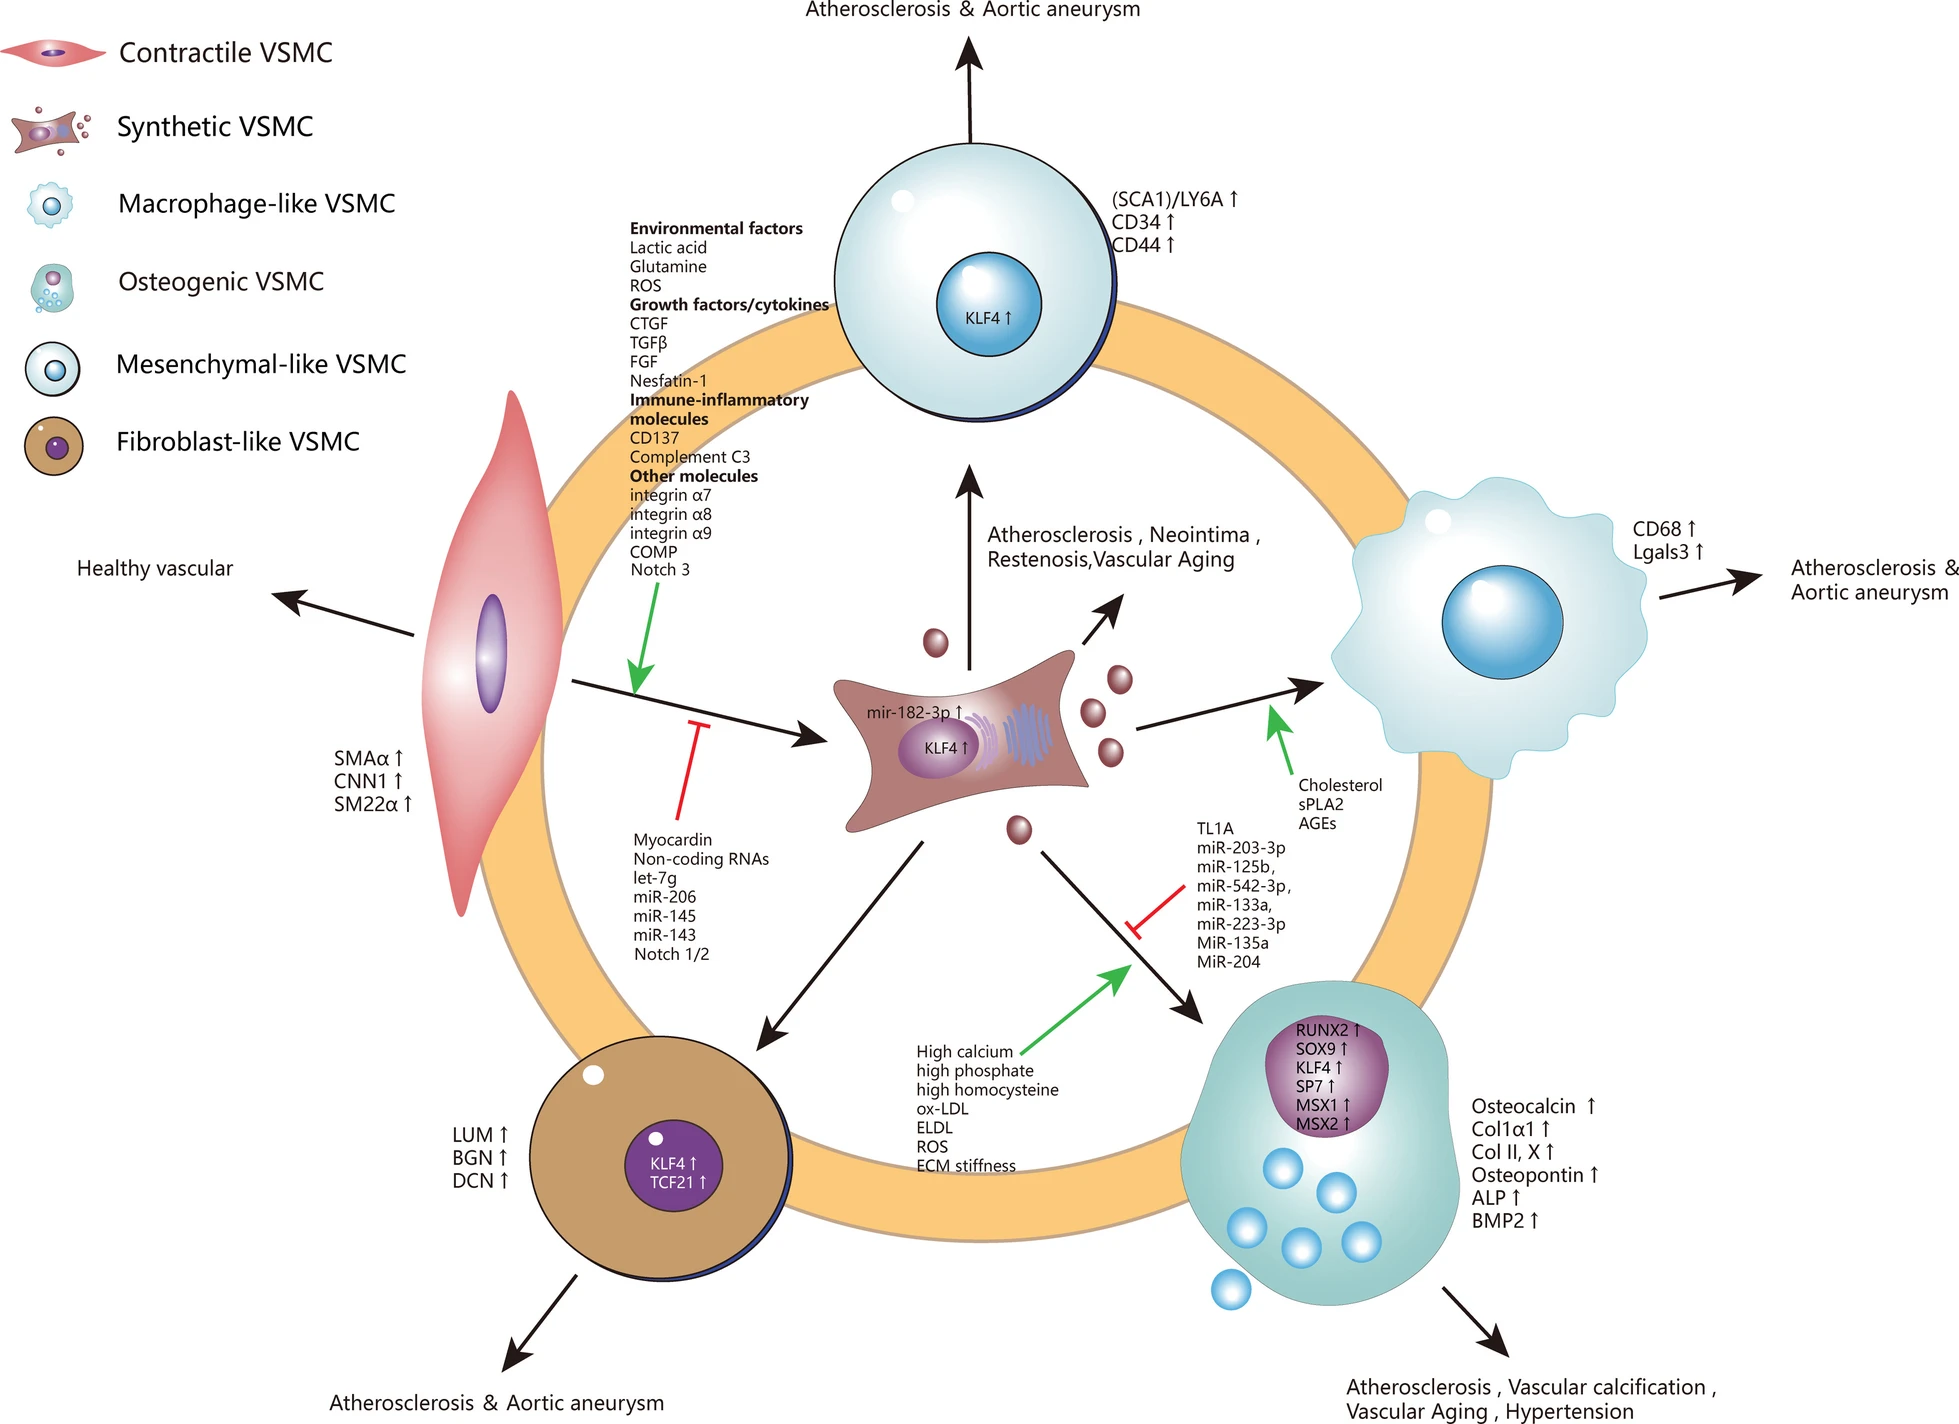 Atherosclerosis & Aortic aneurysm
Contractile VSMC
Synthetic VSMC
Macrophage-like VSMC
Osteogenic VSMC
Mesenchymal-like VSMC
Fibroblast-like VSMC
(SCA1)/LY6A ↑
CD34 ↑
CD44 ↑
KLF4 ↑
Environmental factors
Lactic acid
Glutamine
ROS
Growth factors/cytokines
CTGF
TGFβ
FGF
Nesfatin-1
Immune-inflammatory
molecules
CD137
Complement C3
Other molecules
integrin α7
integrin α8
integrin α9
COMP
Notch 3
Healthy vascular
SMAα ↑
CNN1 ↑
SM22α ↑
Atherosclerosis , Neointima ,
Restenosis,Vascular Aging
mir-182-3p ↑
KLF4 ↑
CD68 ↑
Lgals3 ↑
Atherosclerosis &
Aortic aneurysm
Cholesterol
sPLA2
AGEs
Myocardin
Non-coding RNAs
let-7g
miR-206
miR-145
miR-143
Notch 1/2
TL1A
miR-203-3p
miR-125b,
miR-542-3p,
miR-133a,
miR-223-3p
MiR-135a
MiR-204
High calcium
high phosphate
high homocysteine
ox-LDL
ELDL
ROS
ECM stiffness
RUNX2 ↑
SOX9 ↑
KLF4 ↑
SP7 ↑
MSX1 ↑
MSX2 ↑
Osteocalcin ↑
Col1α1 ↑
Col II, X ↑
Osteopontin ↑
ALP ↑
BMP2 ↑
LUM ↑
BGN ↑
DCN ↑
KLF4 ↑
TCF21 ↑
Atherosclerosis & Aortic aneurysm
Atherosclerosis , Vascular calcification ,
Vascular Aging , Hypertension